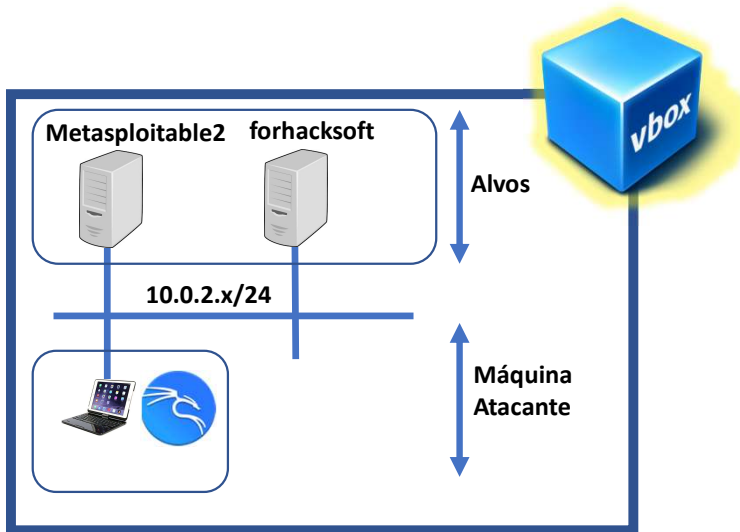 vbox
Metasploitable2
forhacksoft
Alvos
10.0.2.x/24
Máquina
Atacante